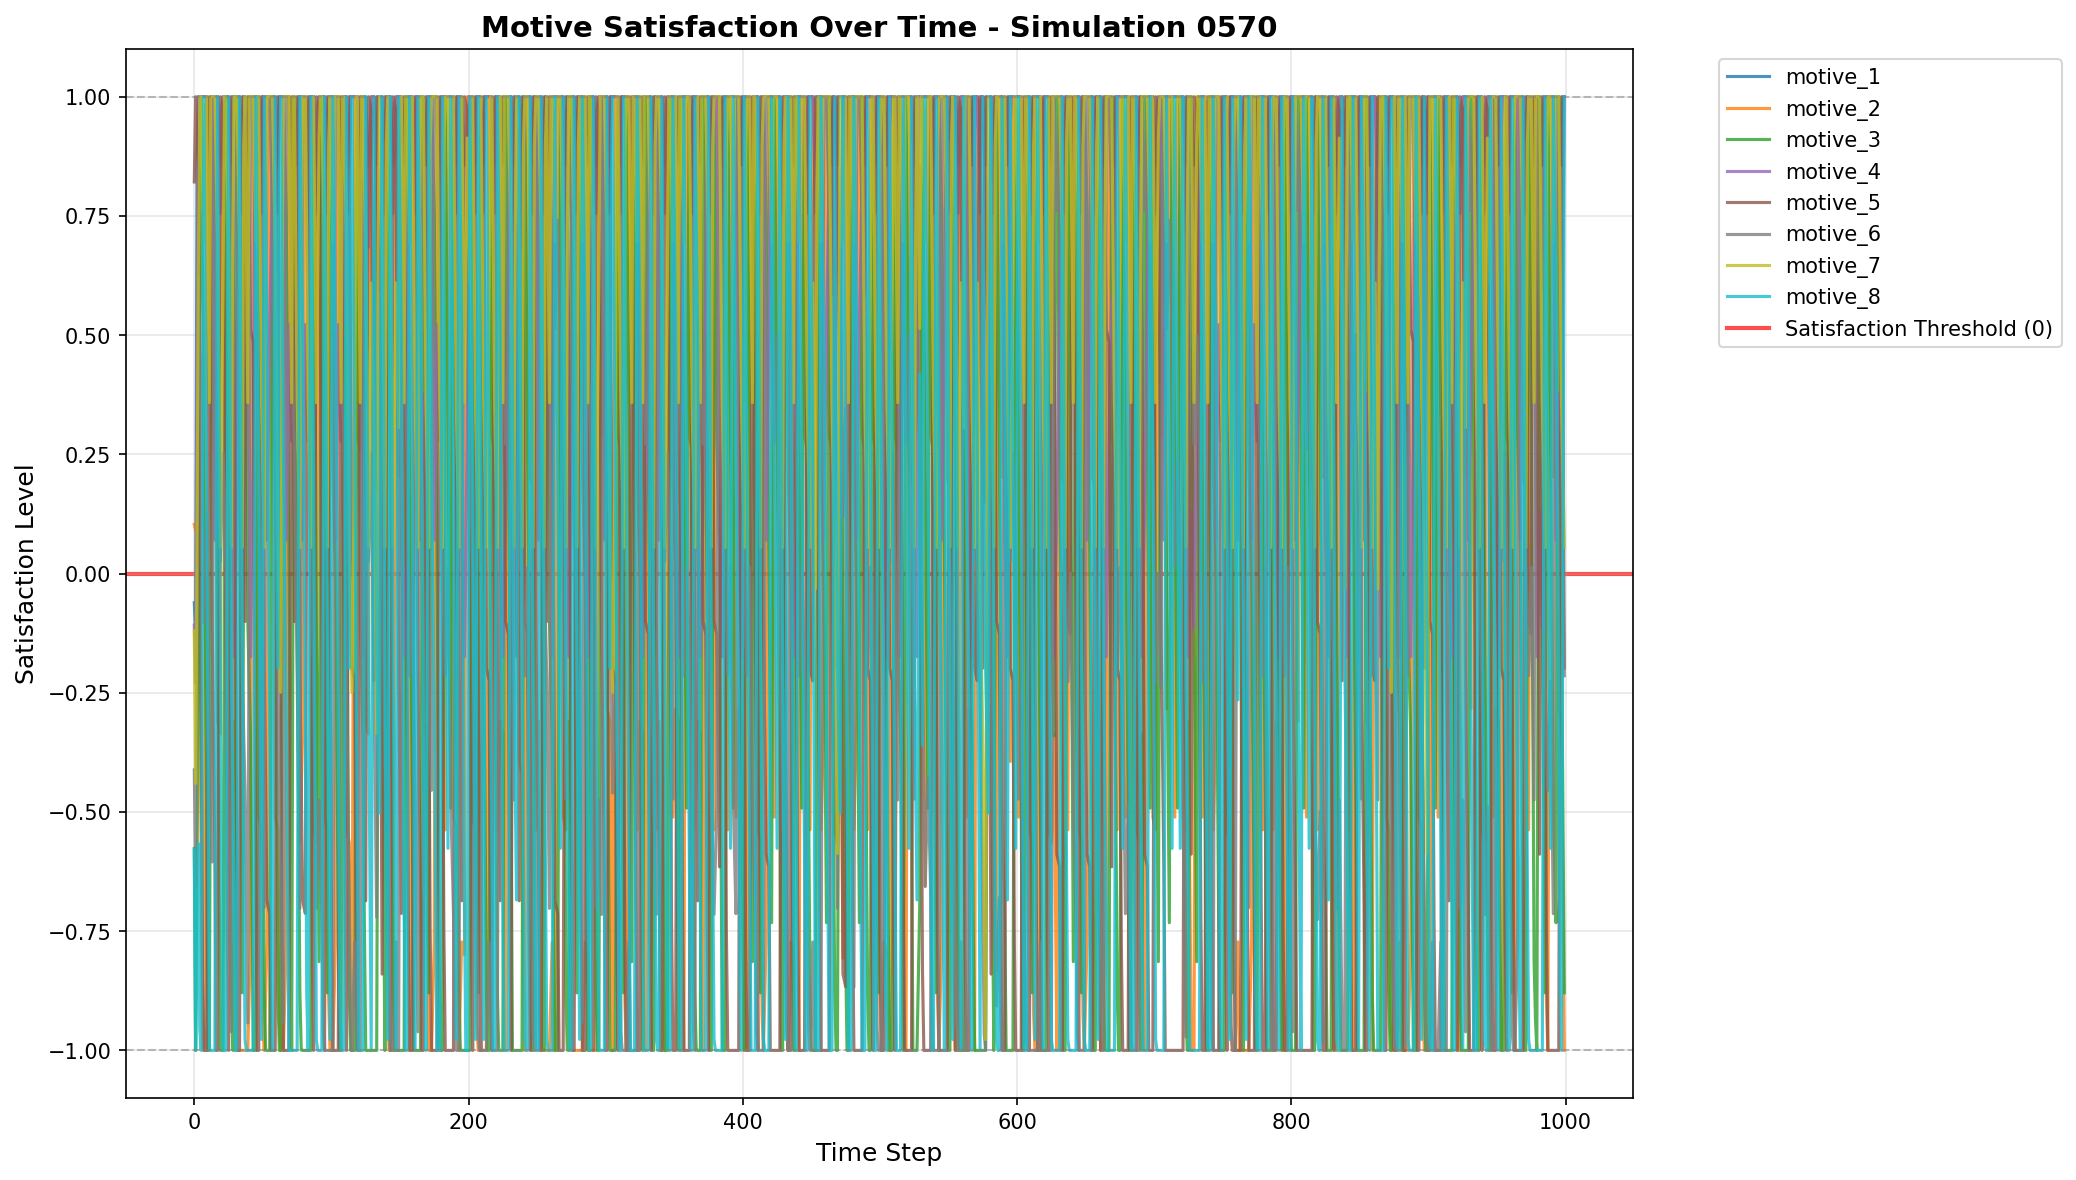 Motive Satisfaction Over Time - Simulation 0570
1.00
0.75
0.50
0.25
0.00
−0.25
−0.50
−0.75
−1.00
Satisfaction Level
0 200 400 600 800 1000
Time Step
motive_1
motive_2
motive_3
motive_4
motive_5
motive_6
motive_7
motive_8
Satisfaction Threshold (0)